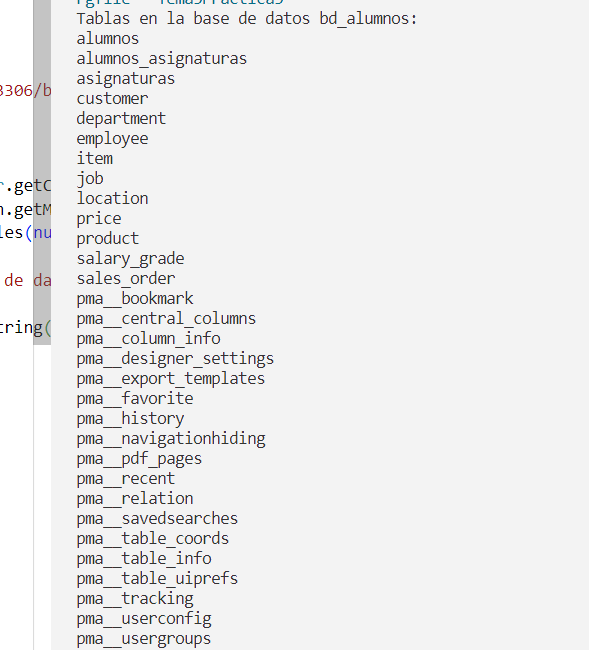 Tablas en la base de datos bd_alumnos:
alumnos
alumnos_asignaturas
asignaturas
3306/b
customer
department
employee
item
job
r.getC
location
n.getM
price
les(nu
product
salary_grade
de da
sales_order
pma__bookmark
pma__central_columns
tring(
pma__column_info
pma__designer_settings
pma__export_templates
pma__favorite
pma__history
pma__navigationhiding
pma__pdf_pages
pma__recent
pma__relation
pma__savedsearches
pma__table_coords
pma__table_info
pma__table_uiprefs
pma__tracking
pma__userconfig
pma__usergroups